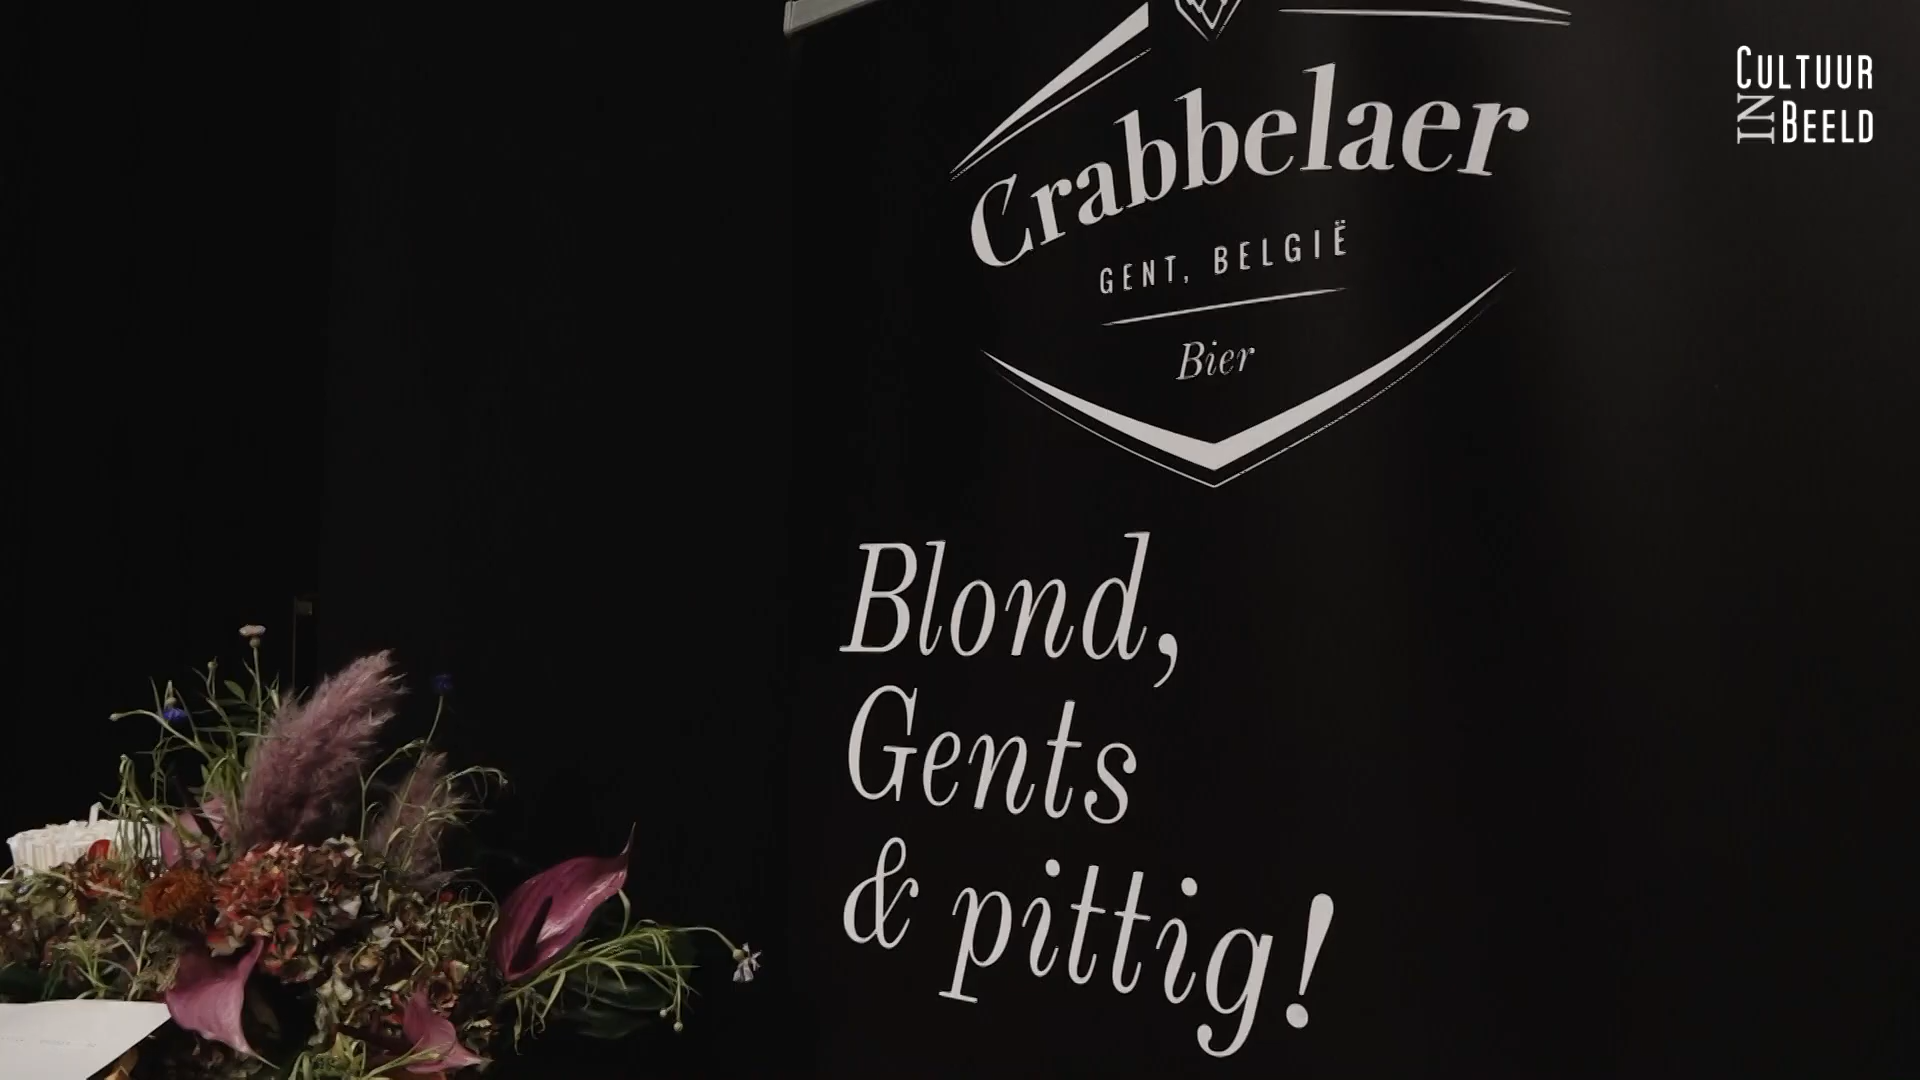 Crabbelaer
GENT, BELGIË
Bier
Blond,
Gents
& pittig!
CULTUUR
IN BEELD